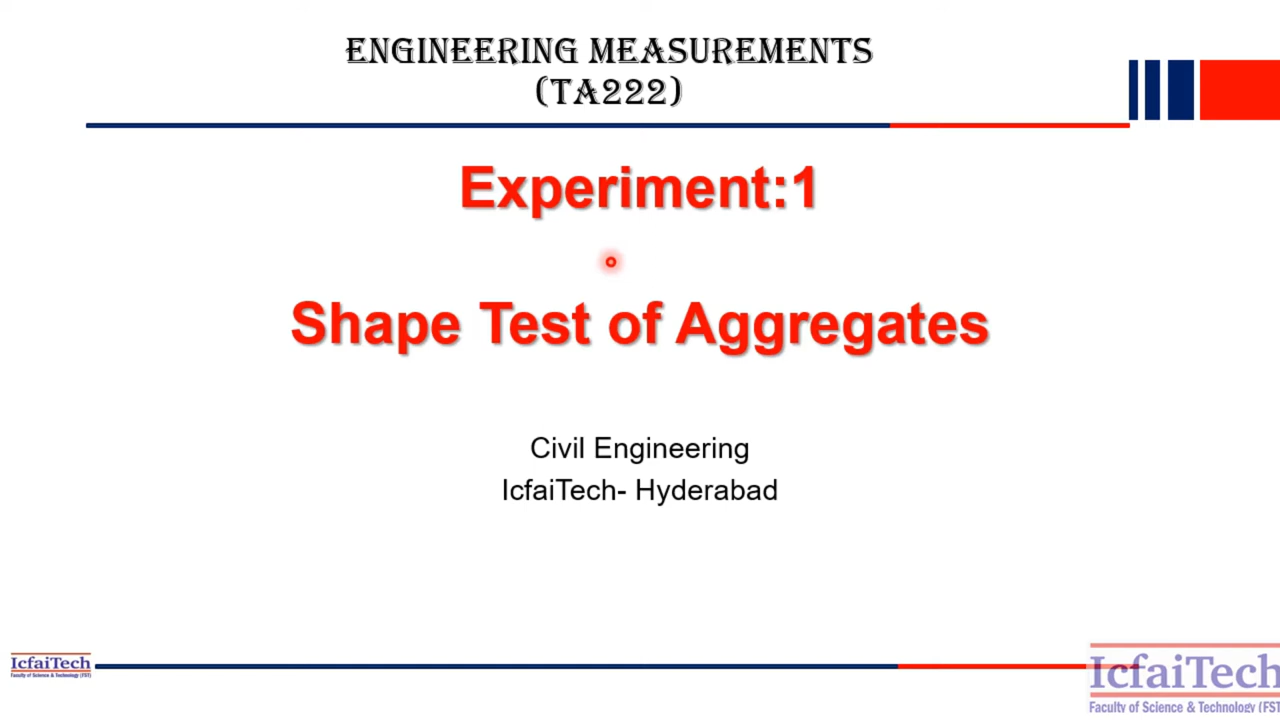 ENGINEERING MEASUREMENTS
(TA222)
Experiment:1
Shape Test of Aggregates
Civil Engineering
IcfaiTech- Hyderabad
IcfaiTech
Faculty of Science & Technology (FST)
IcfaiTech
Faculty of Science & Technology (FST